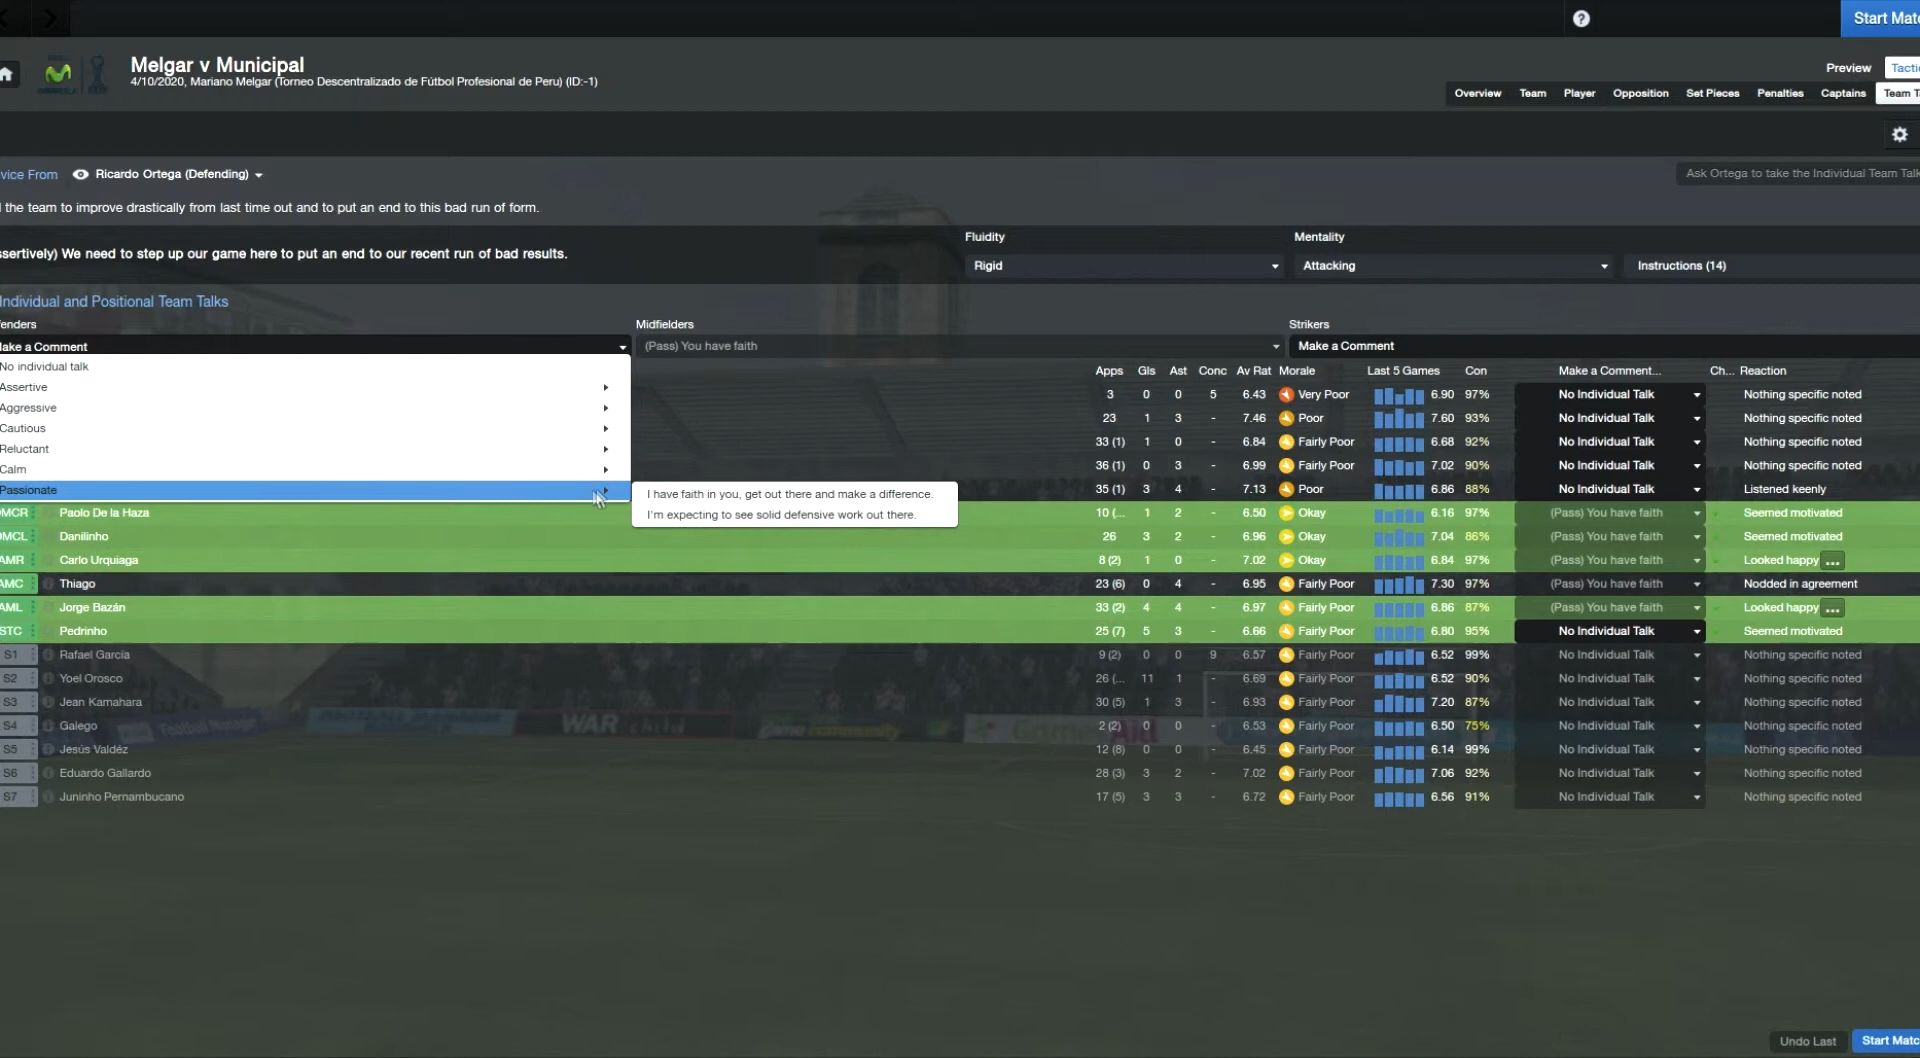 Start Matc
Melgar v Municipal
4/10/2020, Mariano Melgar (Torneo Descentralizado de Fútbol Profesional de Peru) (ID:-1)
Preview Tactic
Overview Team Player Opposition Set Pieces Penalties Captains Team Ta
vice From Ricardo Ortega (Defending) Ask Ortega to take the Individual Team Talk
the team to improve drastically from last time out and to put an end to this bad run of form.
Fluidity Mentality
ssertively) We need to step up our game here to put an end to our recent run of bad results.
Rigid Attacking Instructions (14)
Individual and Positional Team Talks
enders Midfielders Strikers
lake a Comment (Pass) You have faith Make a Comment
No individual talk
Assertive
Aggressive
Cautious
Reluctant
Calm
Passionate
I have faith in you, get out there and make a difference.
I'm expecting to see solid defensive work out there.
Apps Gls Ast Conc Av Rat Morale Last 5 Games Con Make a Comment... Ch... Reaction
3 0 0 5 6.43 Very Poor 6.90 97% No Individual Talk Nothing specific noted
23 1 3 - 7.46 Poor 7.60 93% No Individual Talk Nothing specific noted
33 (1) 1 0 - 6.84 Fairly Poor 6.68 92% No Individual Talk Nothing specific noted
36 (1) 0 3 - 6.99 Fairly Poor 7.02 90% No Individual Talk Nothing specific noted
35 (1) 3 4 - 7.13 Poor 6.86 88% No Individual Talk Listened keenly
MCR Paolo De la Haza 10 (... 1 2 - 6.50 Okay 6.16 97% (Pass) You have faith Seemed motivated
MCL Danilinho 26 3 2 - 6.96 Okay 7.04 86% (Pass) You have faith Seemed motivated
AMR Carlo Urquiaga 8 (2) 1 0 - 7.02 Okay 6.84 97% (Pass) You have faith Looked happy ...
AMC Thiago 23 (6) 0 4 - 6.95 Fairly Poor 7.30 97% (Pass) You have faith Nodded in agreement
AML Jorge Bazán 33 (2) 4 4 - 6.97 Fairly Poor 6.86 87% (Pass) You have faith Looked happy ...
STC Pedrinho 25 (7) 5 3 - 6.66 Fairly Poor 6.80 95% No Individual Talk Seemed motivated
S1 Rafael García 9 (2) 0 0 9 6.57 Fairly Poor 6.52 99% No Individual Talk Nothing specific noted
S2 Yoel Orosco 26 (... 11 1 - 6.69 Fairly Poor 6.52 90% No Individual Talk Nothing specific noted
S3 Jean Kamahara 30 (5) 1 3 - 6.93 Fairly Poor 7.20 87% No Individual Talk Nothing specific noted
S4 Galego 2 (2) 0 0 - 6.53 Fairly Poor 6.50 75% No Individual Talk Nothing specific noted
S5 Jesús Valdéz 12 (8) 0 0 - 6.45 Fairly Poor 6.14 99% No Individual Talk Nothing specific noted
S6 Eduardo Gallardo 28 (3) 3 2 - 7.02 Fairly Poor 7.06 92% No Individual Talk Nothing specific noted
S7 Juninho Pernambucano 17 (5) 3 3 - 6.72 Fairly Poor 6.56 91% No Individual Talk Nothing specific noted
Football Manager WAR child
Undo Last Start Matc